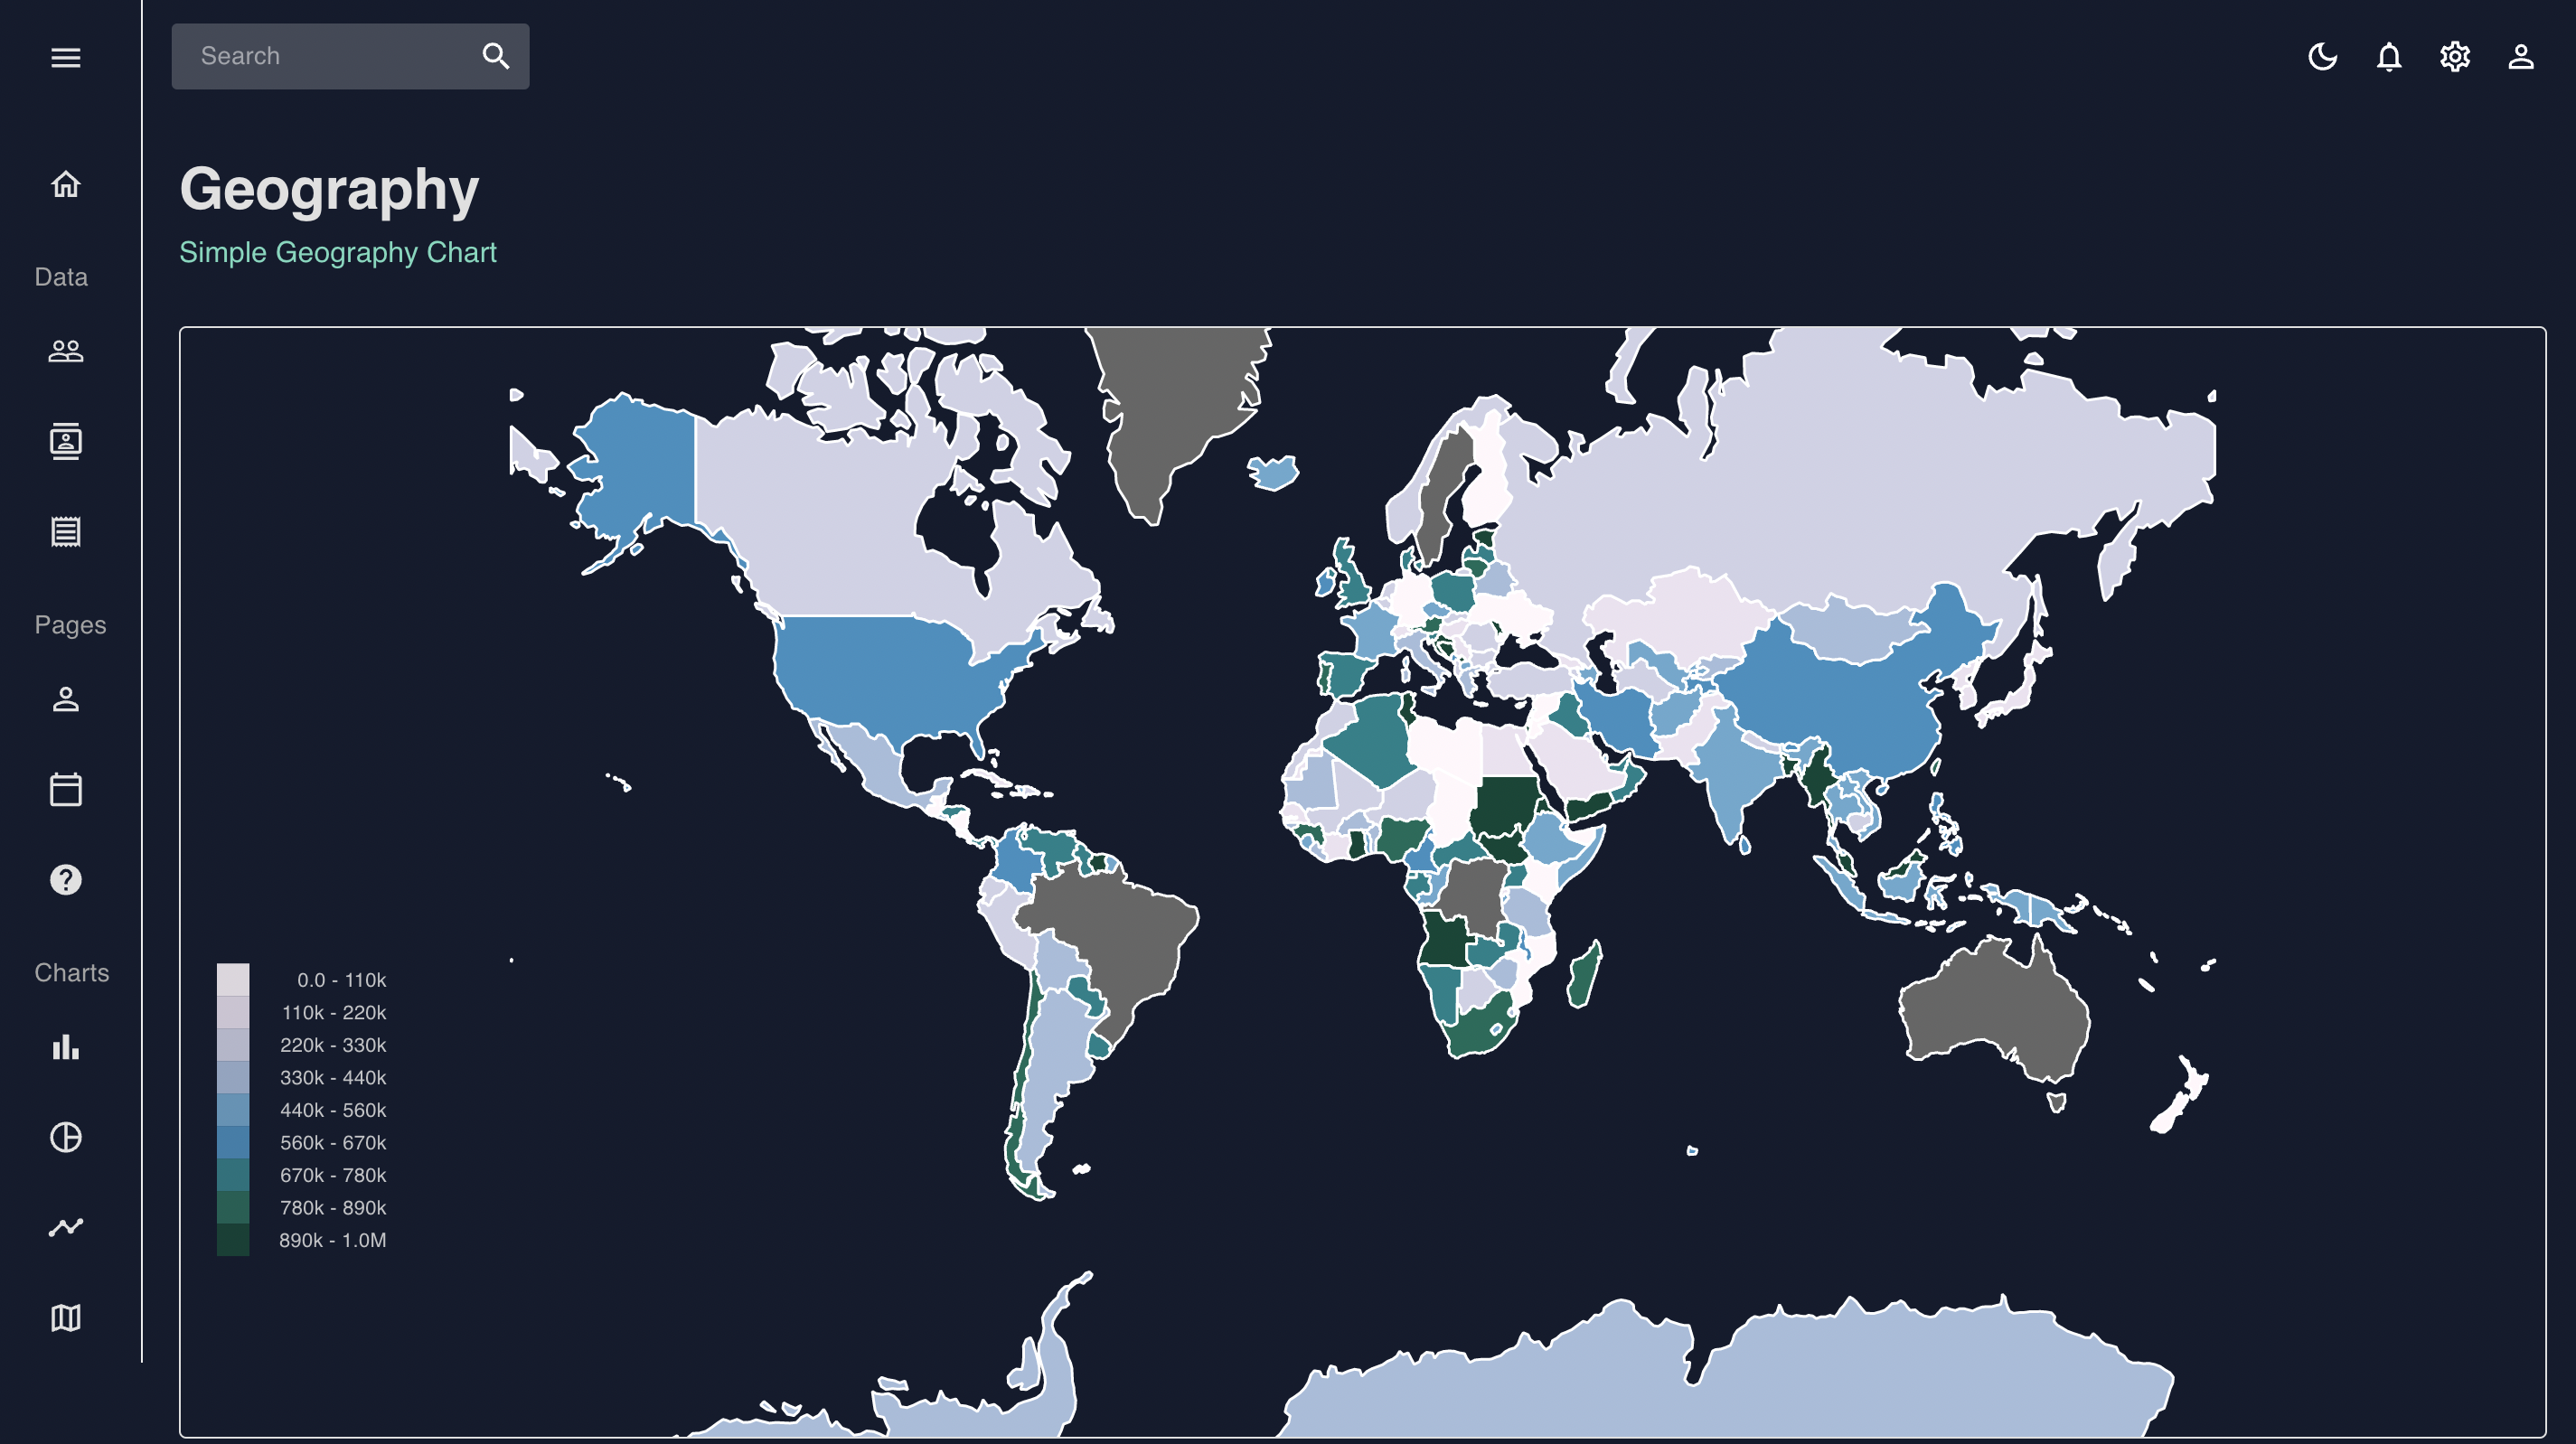 Search
Geography
Simple Geography Chart
Data
Pages
Charts
0.0 - 110k
110k - 220k
220k - 330k
330k - 440k
440k - 560k
560k - 670k
670k - 780k
780k - 890k
890k - 1.0M